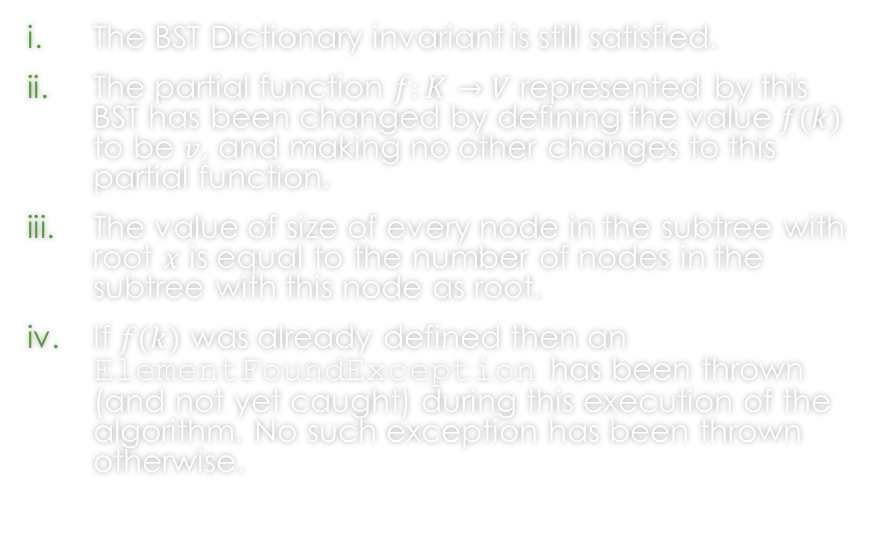 i. The BST Dictionary invariant is still satisfied.
ii. The partial function f: K → V represented by this
BST has been changed by defining the value f(k)
to be v, and making no other changes to this
partial function.
iii. The value of size of every node in the subtree with
root x is equal to the number of nodes in the
subtree with this node as root.
iv. If f(k) was already defined then an
ElementFoundException has been thrown
(and not yet caught) during this execution of the
algorithm. No such exception has been thrown
otherwise.